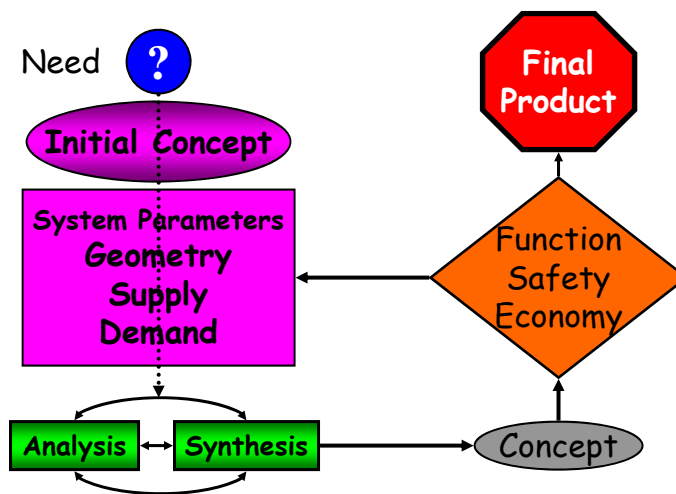 Need
?
Initial Concept
System Parameters
Geometry
Supply
Demand
Analysis
Synthesis
Concept
Function
Safety
Economy
Final
Product